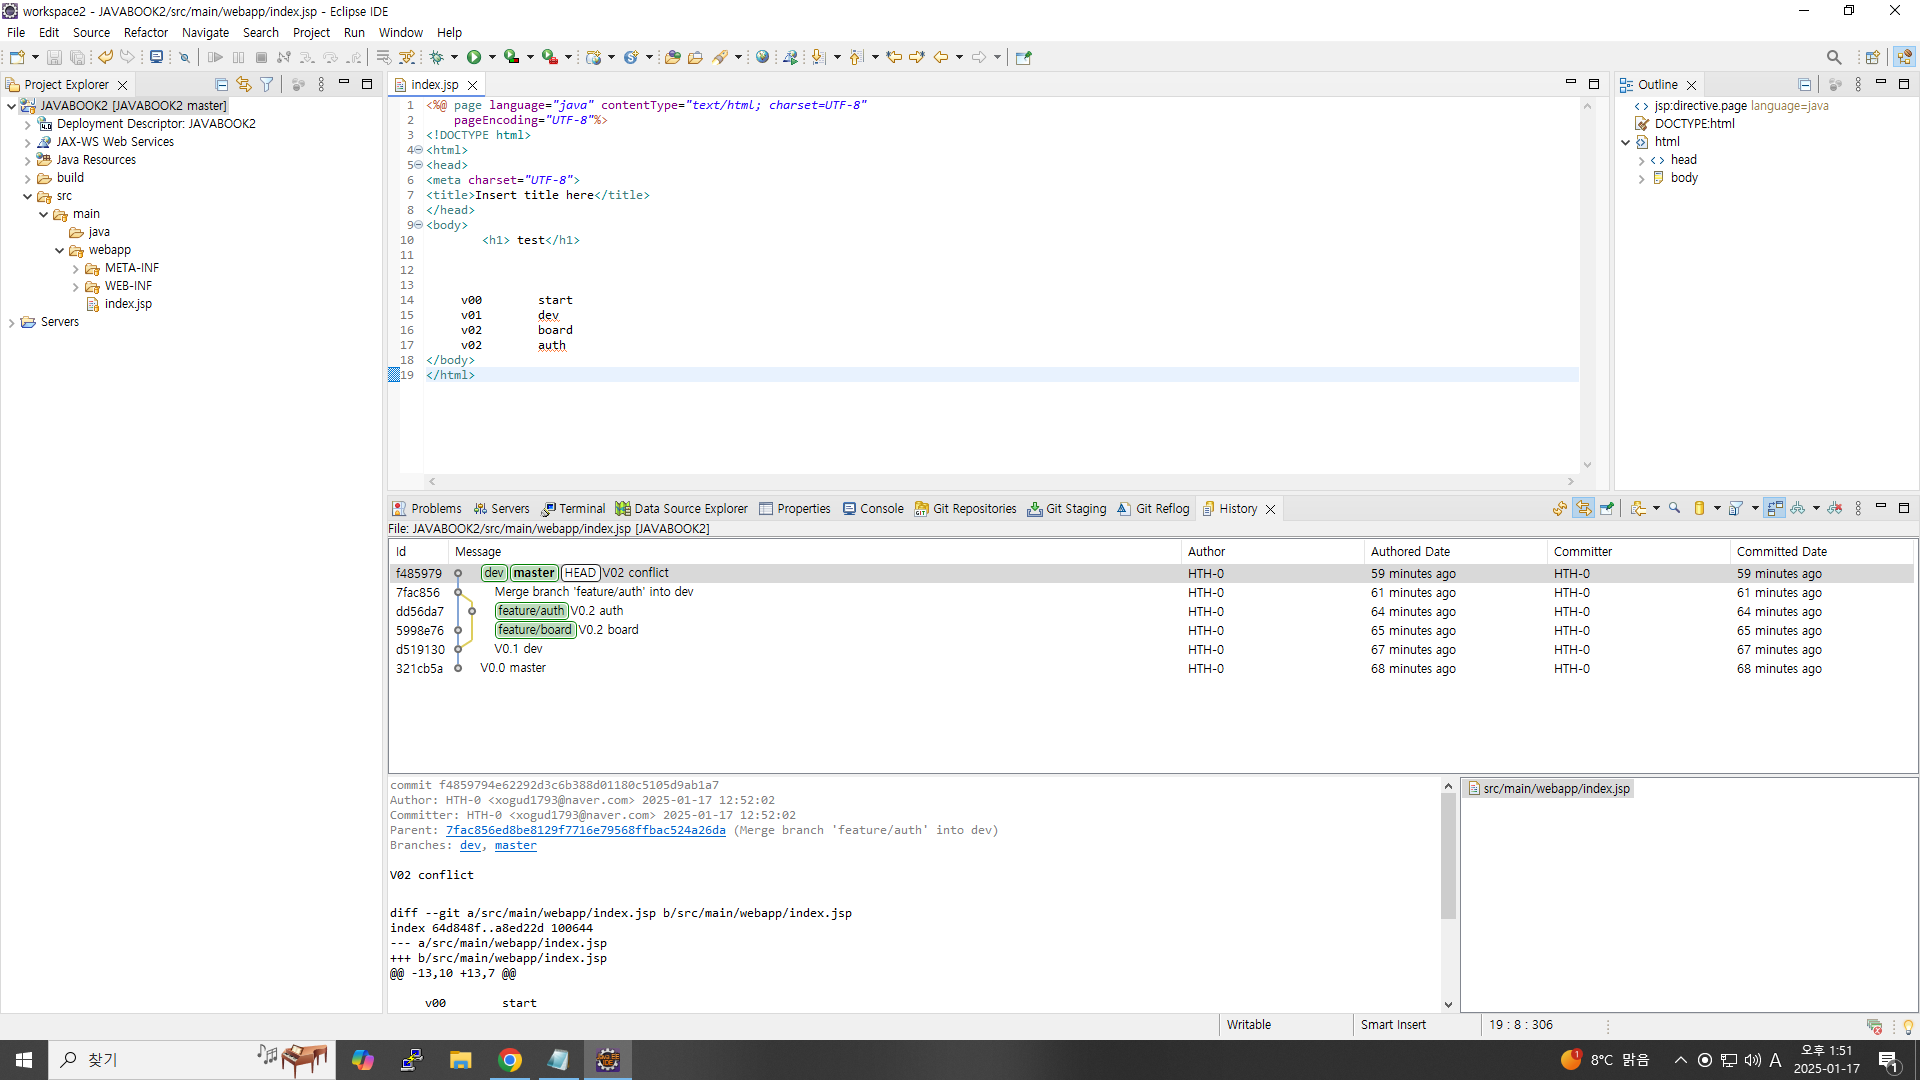 workspace2 - JAVABOOK2/src/main/webapp/index.jsp - Eclipse IDE
File Edit Source Refactor Navigate Search Project Run Window Help
Project Explorer
JAVABOOK2 [JAVABOOK2 master]
Deployment Descriptor: JAVABOOK2
JAX-WS Web Services
Java Resources
build
src
main
java
webapp
META-INF
WEB-INF
index.jsp
Servers
index.jsp
1 <%@ page language="java" contentType="text/html; charset=UTF-8"
2 pageEncoding="UTF-8"%>
3 <!DOCTYPE html>
4 <html>
5 <head>
6 <meta charset="UTF-8">
7 <title>Insert title here</title>
8 </head>
9 <body>
10 <h1> test</h1>
11
12
13
14 v00 start
15 v01 dev
16 v02 board
17 v02 auth
18 </body>
19 </html>
Outline
jsp:directive.page language=java
DOCTYPE:html
html
head
body
Problems Servers Terminal Data Source Explorer Properties Console Git Repositories Git Staging Git Reflog History
File: JAVABOOK2/src/main/webapp/index.jsp [JAVABOOK2]
Id Message Author Authored Date Committer Committed Date
f485979 dev master HEAD V02 conflict HTH-0 59 minutes ago HTH-0 59 minutes ago
7fac856 Merge branch 'feature/auth' into dev HTH-0 61 minutes ago HTH-0 61 minutes ago
dd56da7 feature/auth V0.2 auth HTH-0 64 minutes ago HTH-0 64 minutes ago
5998e76 feature/board V0.2 board HTH-0 65 minutes ago HTH-0 65 minutes ago
d519130 V0.1 dev HTH-0 67 minutes ago HTH-0 67 minutes ago
321cb5a V0.0 master HTH-0 68 minutes ago HTH-0 68 minutes ago
commit f4859794e62292d3c6b388d01180c5105d9ab1a7
Author: HTH-0 <xogud1793@naver.com> 2025-01-17 12:52:02
Committer: HTH-0 <xogud1793@naver.com> 2025-01-17 12:52:02
Parent: 7fac856ed8be8129f7716e79568ffbac524a26da (Merge branch 'feature/auth' into dev)
Branches: dev, master
V02 conflict
diff --git a/src/main/webapp/index.jsp b/src/main/webapp/index.jsp
index 64d848f..a8ed22d 100644
--- a/src/main/webapp/index.jsp
+++ b/src/main/webapp/index.jsp
@@ -13,10 +13,7 @@
v00 start
src/main/webapp/index.jsp
Writable Smart Insert 19 : 8 : 306
찾기
8°C 맑음
A
오후 1:51
2025-01-17
1